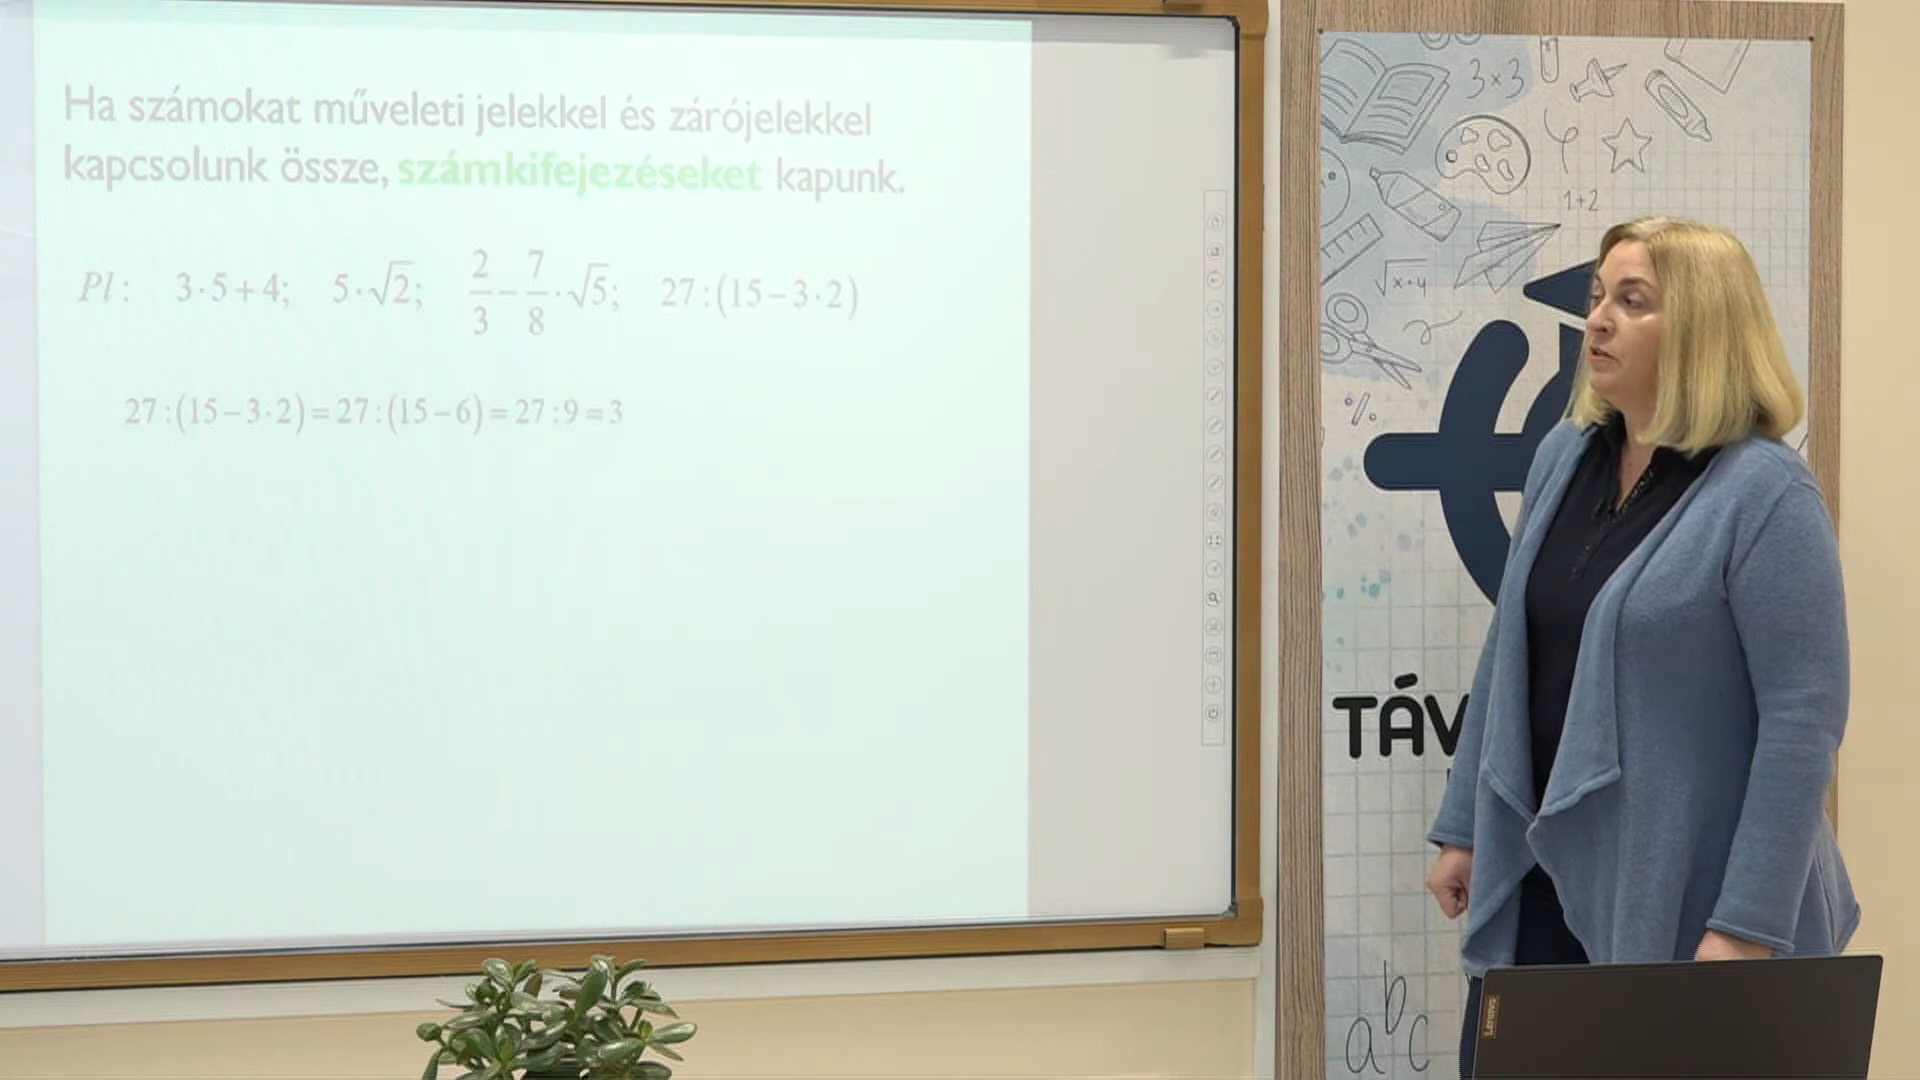 Ha számokat műveleti jelekkel és zárójelekkel
kapcsolunk össze, számkifejezéseket kapunk.
Pl: 3·5+4; 5·√2; 2/3−7/8·√5; 27:(15−3·2)
27:(15−3·2)=27:(15−6)=27:9=3
3×3
1+2
√x·4
%
TÁV
abc
Lenovo